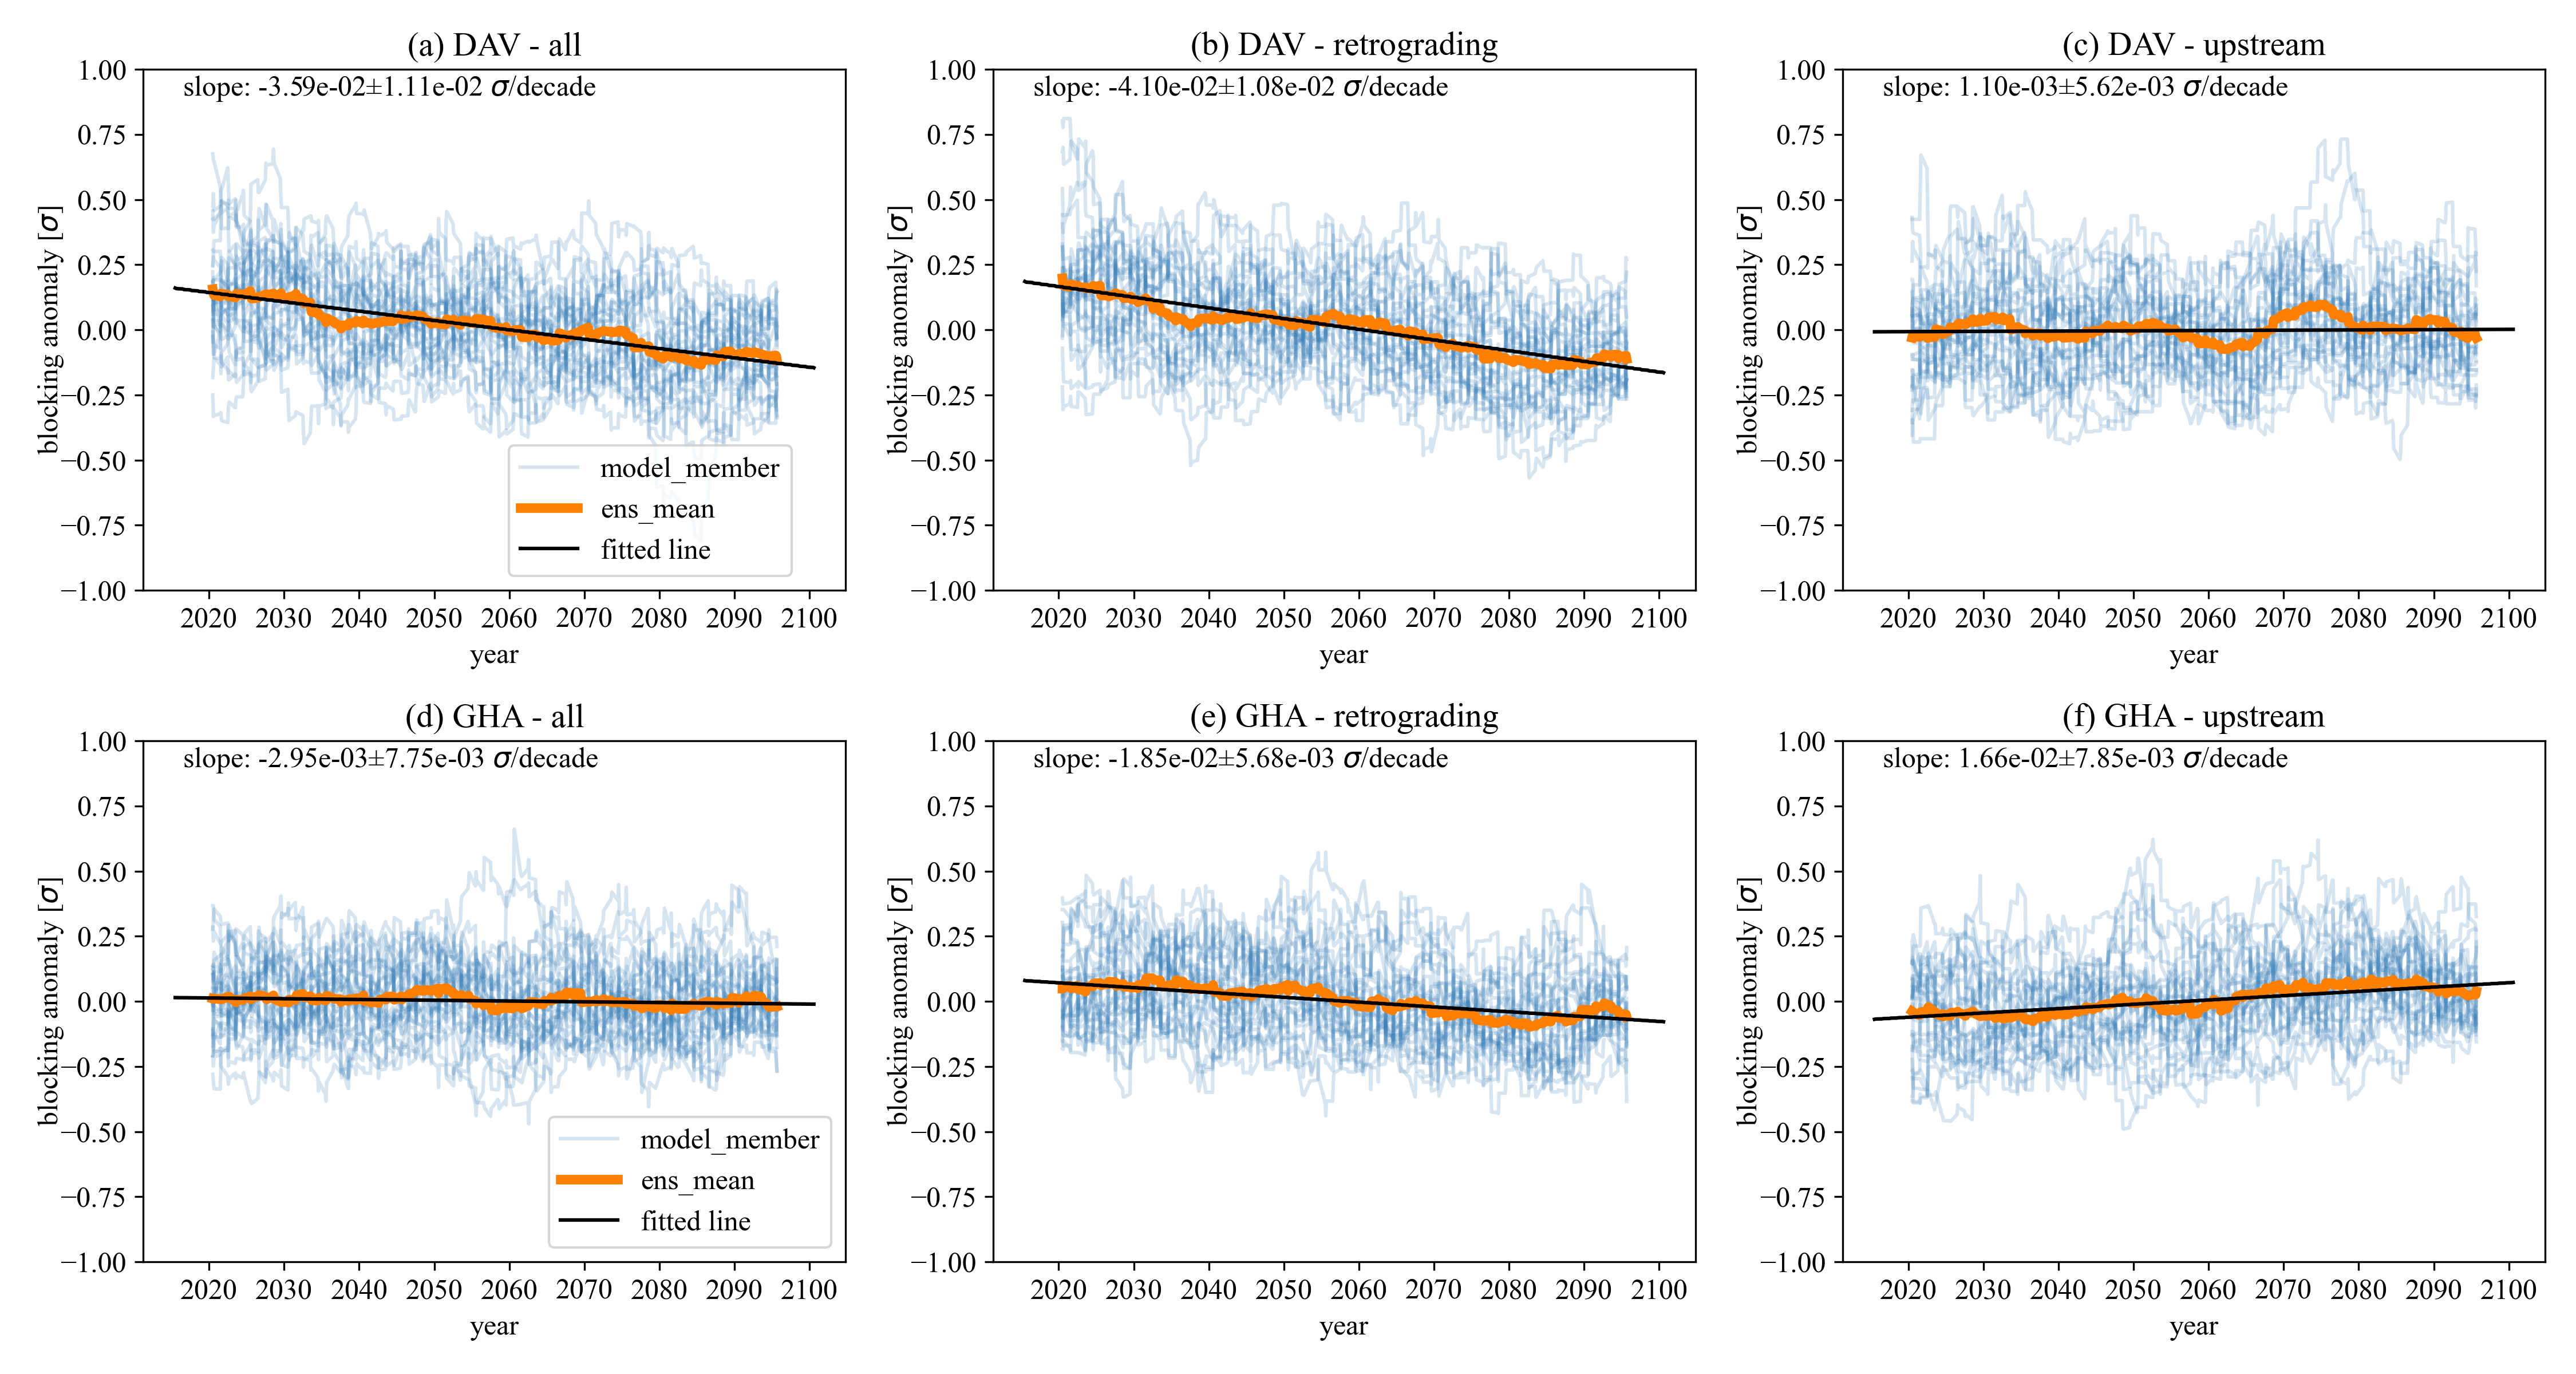 (a) DAV - all
slope: -3.59e-02±1.11e-02 σ/decade
blocking anomaly [σ]
1.00
0.75
0.50
0.25
0.00
−0.25
−0.50
−0.75
−1.00
model_member
ens_mean
fitted line
2020 2030 2040 2050 2060 2070 2080 2090 2100
year
(b) DAV - retrograding
slope: -4.10e-02±1.08e-02 σ/decade
blocking anomaly [σ]
1.00
0.75
0.50
0.25
0.00
−0.25
−0.50
−0.75
−1.00
2020 2030 2040 2050 2060 2070 2080 2090 2100
year
(c) DAV - upstream
slope: 1.10e-03±5.62e-03 σ/decade
blocking anomaly [σ]
1.00
0.75
0.50
0.25
0.00
−0.25
−0.50
−0.75
−1.00
2020 2030 2040 2050 2060 2070 2080 2090 2100
year
(d) GHA - all
slope: -2.95e-03±7.75e-03 σ/decade
blocking anomaly [σ]
1.00
0.75
0.50
0.25
0.00
−0.25
−0.50
−0.75
−1.00
model_member
ens_mean
fitted line
2020 2030 2040 2050 2060 2070 2080 2090 2100
year
(e) GHA - retrograding
slope: -1.85e-02±5.68e-03 σ/decade
blocking anomaly [σ]
1.00
0.75
0.50
0.25
0.00
−0.25
−0.50
−0.75
−1.00
2020 2030 2040 2050 2060 2070 2080 2090 2100
year
(f) GHA - upstream
slope: 1.66e-02±7.85e-03 σ/decade
blocking anomaly [σ]
1.00
0.75
0.50
0.25
0.00
−0.25
−0.50
−0.75
−1.00
2020 2030 2040 2050 2060 2070 2080 2090 2100
year